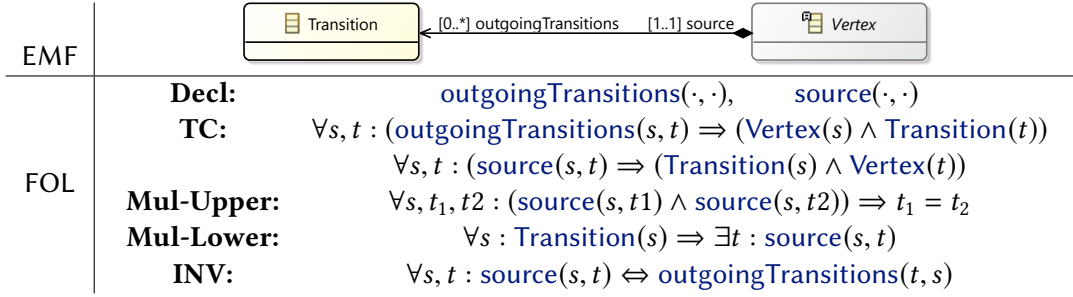 Transition [0..*] outgoingTransitions [1..1] source Vertex
EMF
Decl: outgoingTransitions(·, ·), source(·, ·)
TC: ∀s, t : (outgoingTransitions(s, t) ⇒ (Vertex(s) ∧ Transition(t))
∀s, t : (source(s, t) ⇒ (Transition(s) ∧ Vertex(t))
FOL
Mul-Upper: ∀s, t₁, t2 : (source(s, t1) ∧ source(s, t2)) ⇒ t₁ = t₂
Mul-Lower: ∀s : Transition(s) ⇒ ∃t : source(s, t)
INV: ∀s, t : source(s, t) ⇔ outgoingTransitions(t, s)